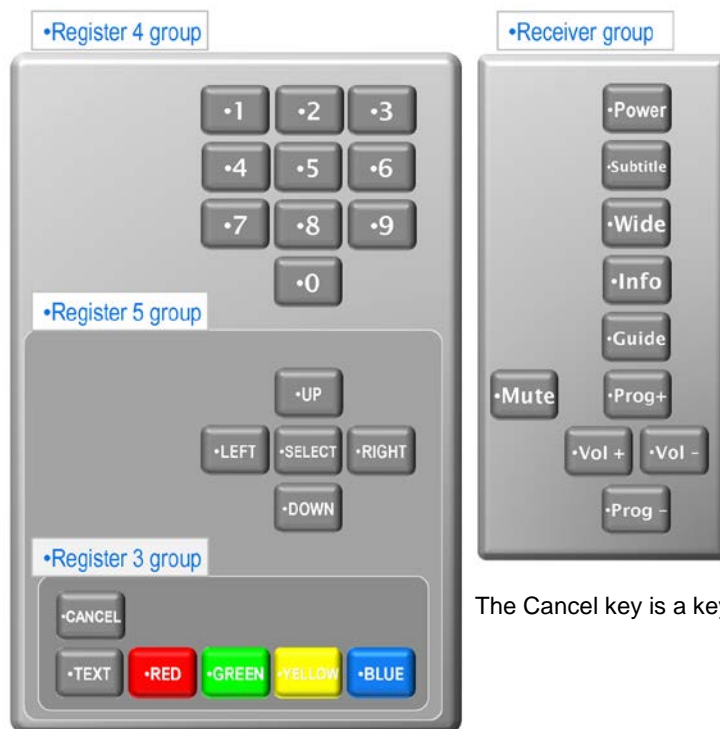 •Register 4 group
•1 •2 •3
•4 •5 •6
•7 •8 •9
•0
•Register 5 group
•UP
•LEFT •SELECT •RIGHT
•DOWN
•Register 3 group
•CANCEL
•TEXT •RED •GREEN •YELLOW •BLUE
•Receiver group
•Power
•Subtitle
•Wide
•Info
•Guide
•Mute •Prog+
•Vol + •Vol -
•Prog -
The Cancel key is a key